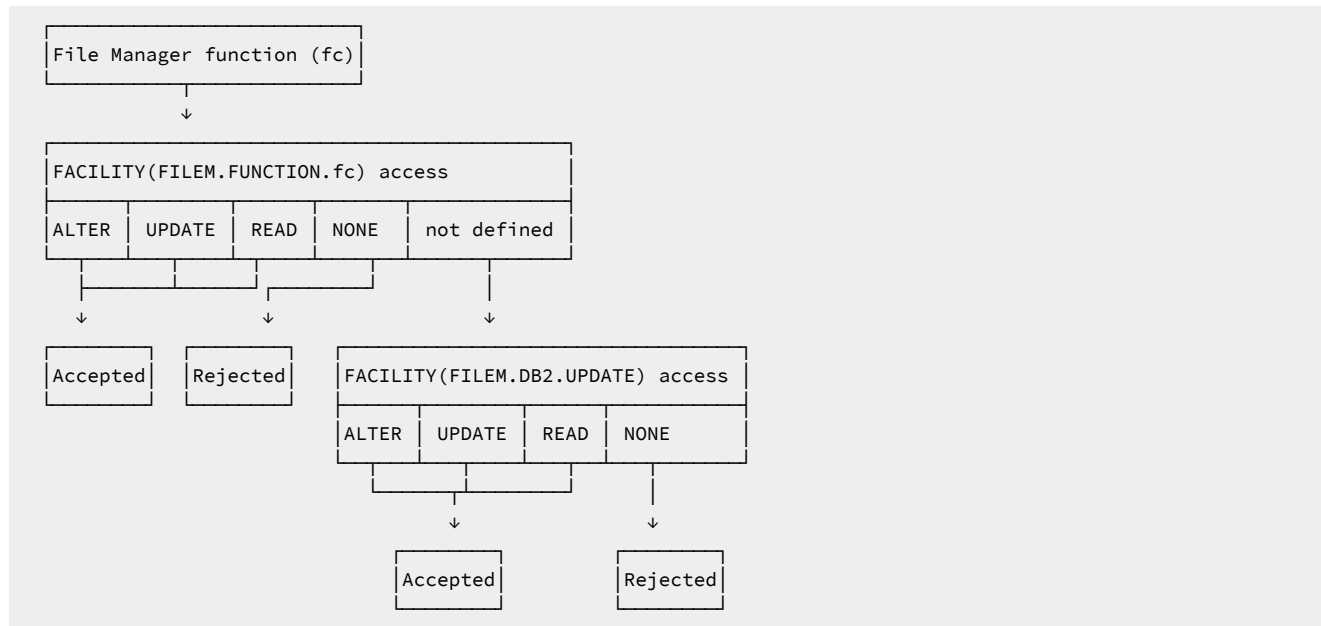 File Manager function (fc)
FACILITY(FILEM.FUNCTION.fc) access
ALTER UPDATE READ NONE not defined
Accepted Rejected FACILITY(FILEM.DB2.UPDATE) access
ALTER UPDATE READ NONE
Accepted Rejected